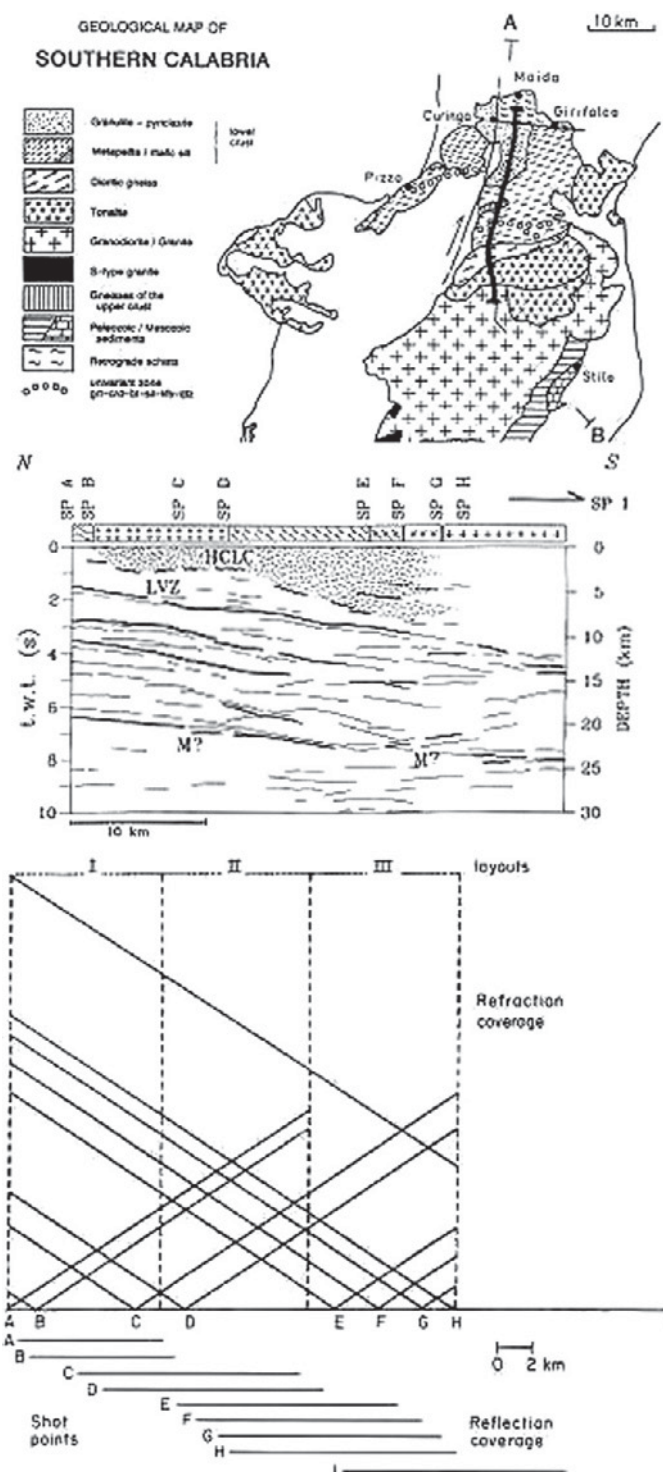 GEOLOGICAL MAP OF
SOUTHERN CALABRIA
Granulite - pyriclasite
Metapelite / mafic sill
lower
crust
Dioritic gneiss
Tonalite
Granodiorite / Granite
S-type granite
Gneisses of the
upper crust
Paleozoic / Mesozoic
sediments
Retrograde schists
univariant zone
10 km
A
Maida
Curinga
Girifalco
Pizzo
Stilo
B
N
S
SP A
SP B
SP C
SP D
SP E
SP F
SP G
SP H
SP I
0
2
4
6
8
10
t.w.t. (s)
HCLC
LVZ
M?
M?
0
5
10
15
20
25
30
DEPTH (km)
10 km
I
II
III
layouts
Refraction
coverage
A B C D E F G H
0 2 km
A
B
C
D
E
F
G
H
I
Shot
points
Reflection
coverage